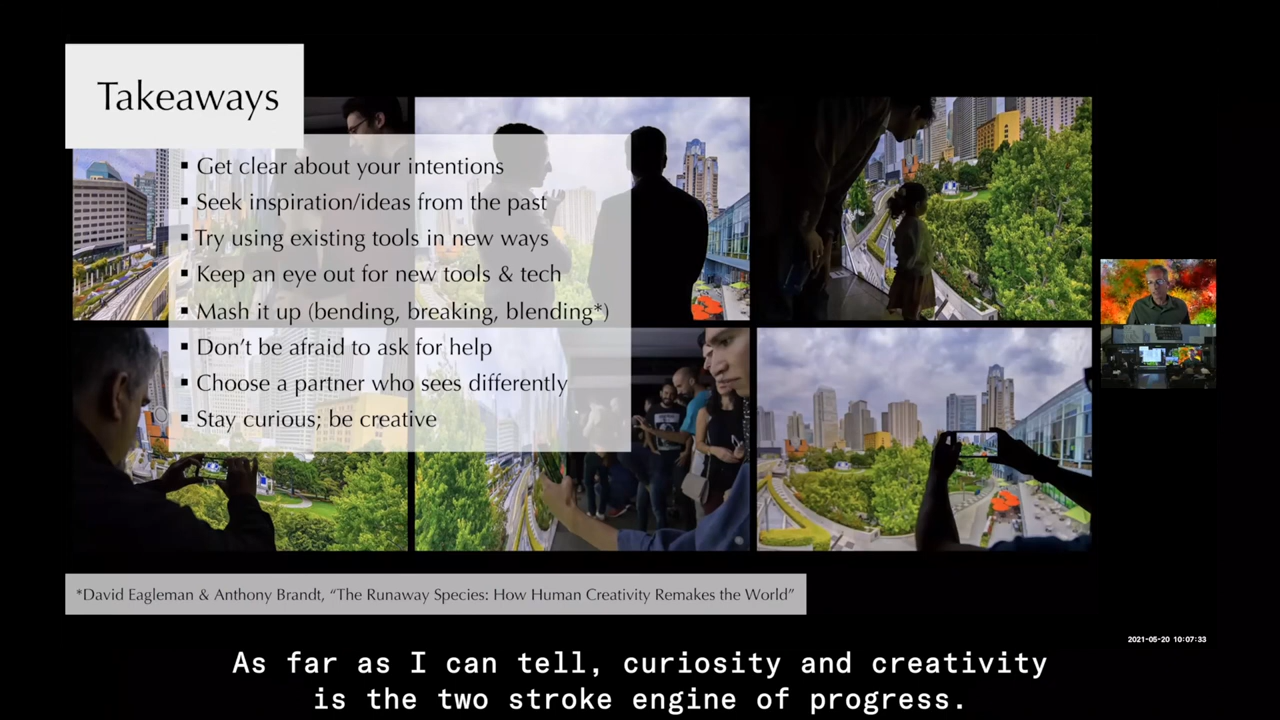 Takeaways
Get clear about your intentions
Seek inspiration/ideas from the past
Try using existing tools in new ways
Keep an eye out for new tools & tech
Mash it up (bending, breaking, blending*)
Don't be afraid to ask for help
Choose a partner who sees differently
Stay curious; be creative
*David Eagleman & Anthony Brandt, “The Runaway Species: How Human Creativity Remakes the World”
2021-05-20 10:07:33
As far as I can tell, curiosity and creativity
is the two stroke engine of progress.